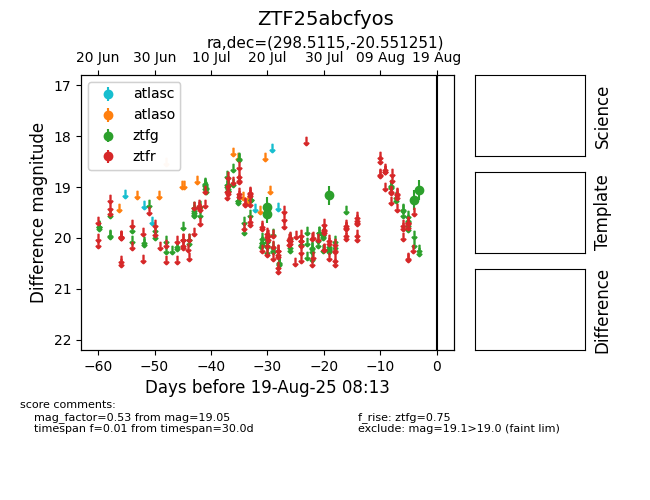 ZTF25abcfyos
ra,dec=(298.5115,-20.551251)
20 Jun 30 Jun 10 Jul 20 Jul 30 Jul 09 Aug 19 Aug
17
18
19
20
21
22
Difference magnitude
atlasc
atlaso
ztfg
ztfr
Science
Template
Difference
−60 −50 −40 −30 −20 −10 0
Days before 19-Aug-25 08:13
score comments:
mag_factor=0.53 from mag=19.05
timespan f=0.01 from timespan=30.0d
f_rise: ztfg=0.75
exclude: mag=19.1>19.0 (faint lim)